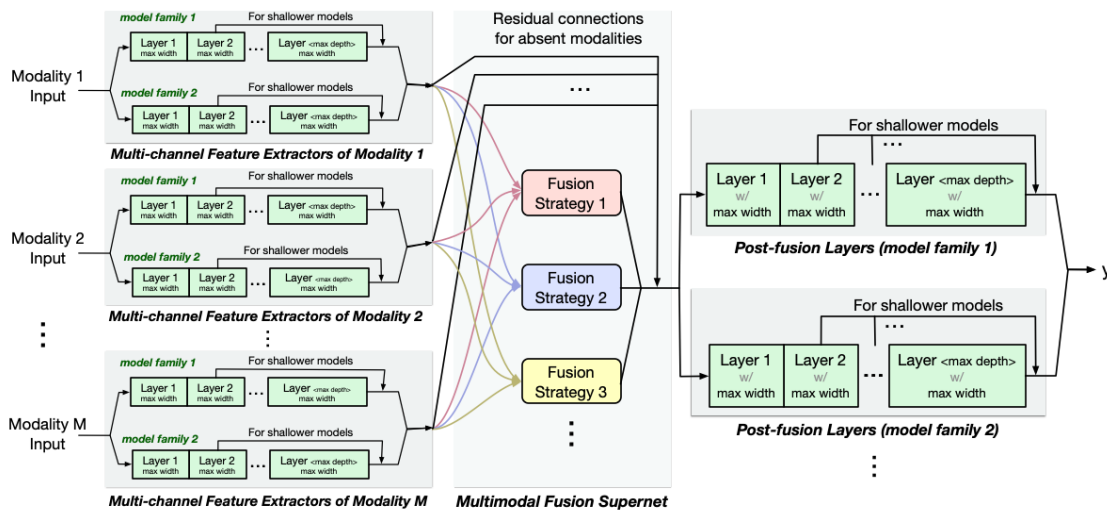 Modality 1
Input
model family 1
For shallower models
Layer 1
max width
Layer 2
max width
...
Layer <max depth>
max width
model family 2
For shallower models
Layer 1
max width
Layer 2
max width
...
Layer <max depth>
max width
Multi-channel Feature Extractors of Modality 1
Modality 2
Input
model family 1
For shallower models
Layer 1
max width
Layer 2
max width
...
Layer <max depth>
max width
model family 2
For shallower models
Layer 1
max width
Layer 2
max width
...
Layer <max depth>
max width
Multi-channel Feature Extractors of Modality 2
Modality M
Input
model family 1
For shallower models
Layer 1
max width
Layer 2
max width
...
Layer <max depth>
max width
model family 2
For shallower models
Layer 1
max width
Layer 2
max width
...
Layer <max depth>
max width
Multi-channel Feature Extractors of Modality M
Residual connections
for absent modalities
...
Fusion
Strategy 1
Fusion
Strategy 2
Fusion
Strategy 3
Multimodal Fusion Supernet
For shallower models
...
Layer 1
w/
max width
Layer 2
w/
max width
...
Layer <max depth>
w/
max width
Post-fusion Layers (model family 1)
For shallower models
...
Layer 1
w/
max width
Layer 2
w/
max width
...
Layer <max depth>
w/
max width
Post-fusion Layers (model family 2)
y